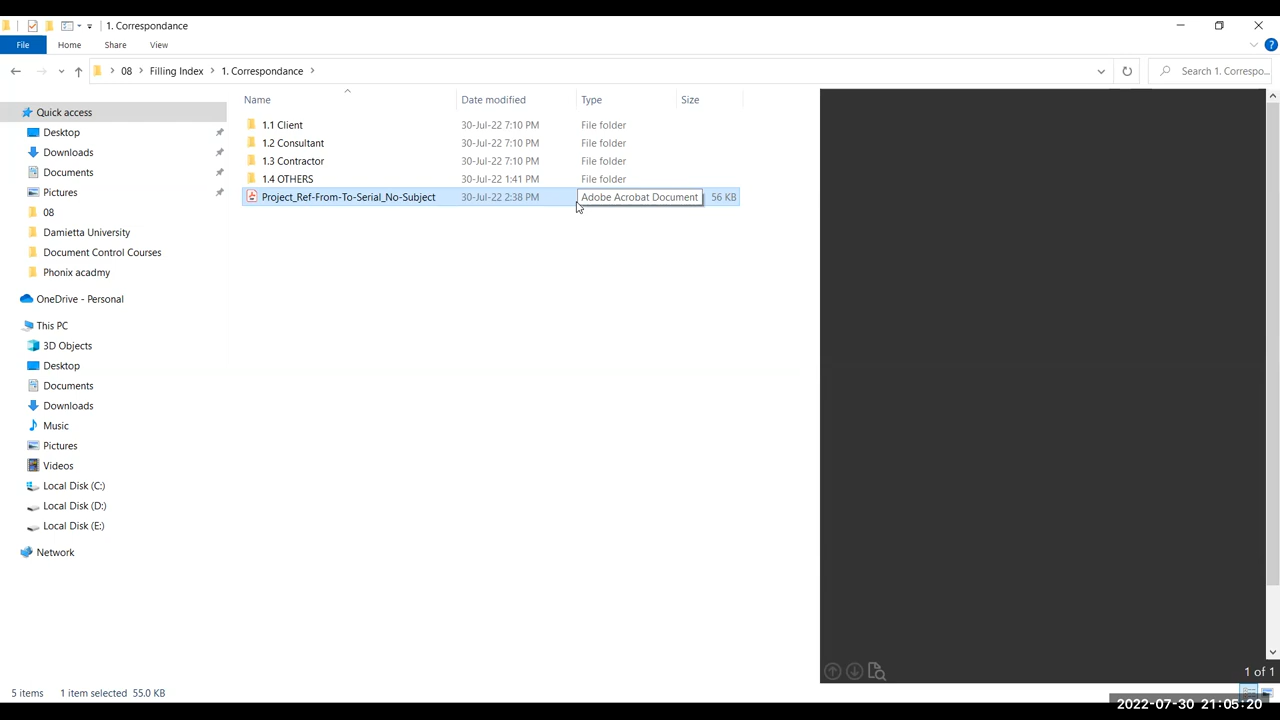 1. Correspondance
File
Home
Share
View
08
Filling Index
1. Correspondance
Search 1. Correspo...
Name
Date modified
Type
Size
Quick access
Desktop
Downloads
Documents
Pictures
08
Damietta University
Document Control Courses
Phonix acadmy
OneDrive - Personal
This PC
3D Objects
Desktop
Documents
Downloads
Music
Pictures
Videos
Local Disk (C:)
Local Disk (D:)
Local Disk (E:)
Network
1.1 Client 30-Jul-22 7:10 PM File folder
1.2 Consultant 30-Jul-22 7:10 PM File folder
1.3 Contractor 30-Jul-22 7:10 PM File folder
1.4 OTHERS 30-Jul-22 1:41 PM File folder
Project_Ref-From-To-Serial_No-Subject 30-Jul-22 2:38 PM Adobe Acrobat Document 56 KB
1 of 1
5 items 1 item selected 55.0 KB
2022-07-30 21:05:20